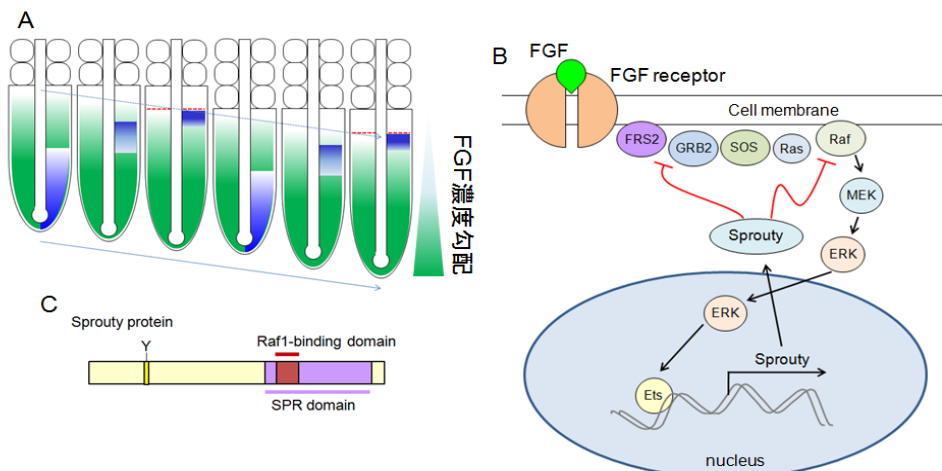 A
FGF濃度勾配
B
FGF
FGF receptor
Cell membrane
FRS2
GRB2
SOS
Ras
Raf
MEK
ERK
Sprouty
ERK
Sprouty
Ets
nucleus
C
Sprouty protein
Y
Raf1-binding domain
SPR domain